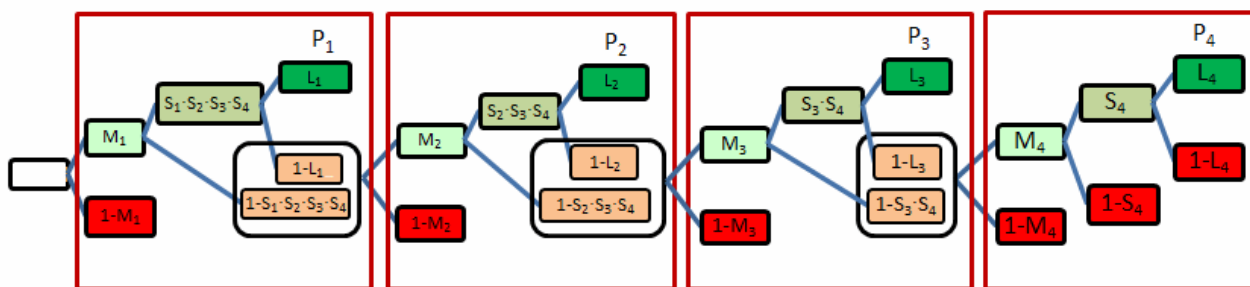 P₁
L₁
S₁·S₂·S₃·S₄
M₁
1-L₁
1-S₁·S₂·S₃·S₄
1-M₁
P₂
L₂
S₂·S₃·S₄
M₂
1-L₂
1-S₂·S₃·S₄
1-M₂
P₃
L₃
S₃·S₄
M₃
1-L₃
1-S₃·S₄
1-M₃
P₄
L₄
S₄
M₄
1-L₄
1-S₄
1-M₄